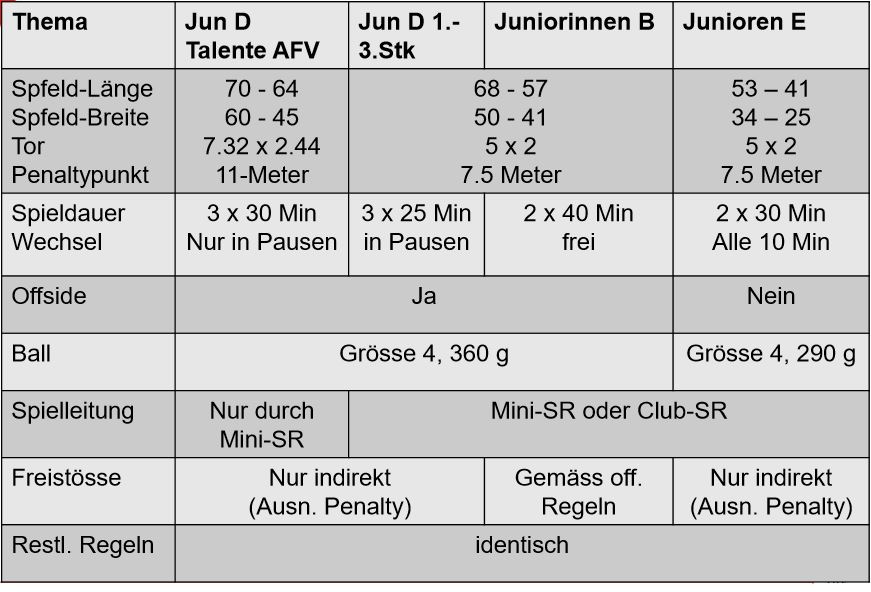 Thema Jun D Talente AFV Jun D 1.-3.Stk Juniorinnen B Junioren E
Spfeld-Länge 70 - 64 68 - 57 53 – 41
Spfeld-Breite 60 - 45 50 - 41 34 – 25
Tor 7.32 x 2.44 5 x 2 5 x 2
Penaltypunkt 11-Meter 7.5 Meter 7.5 Meter
Spieldauer 3 x 30 Min 3 x 25 Min 2 x 40 Min 2 x 30 Min
Wechsel Nur in Pausen in Pausen frei Alle 10 Min
Offside Ja Nein
Ball Grösse 4, 360 g Grösse 4, 290 g
Spielleitung Nur durch Mini-SR Mini-SR oder Club-SR
Freistösse Nur indirekt (Ausn. Penalty) Gemäss off. Regeln Nur indirekt (Ausn. Penalty)
Restl. Regeln identisch